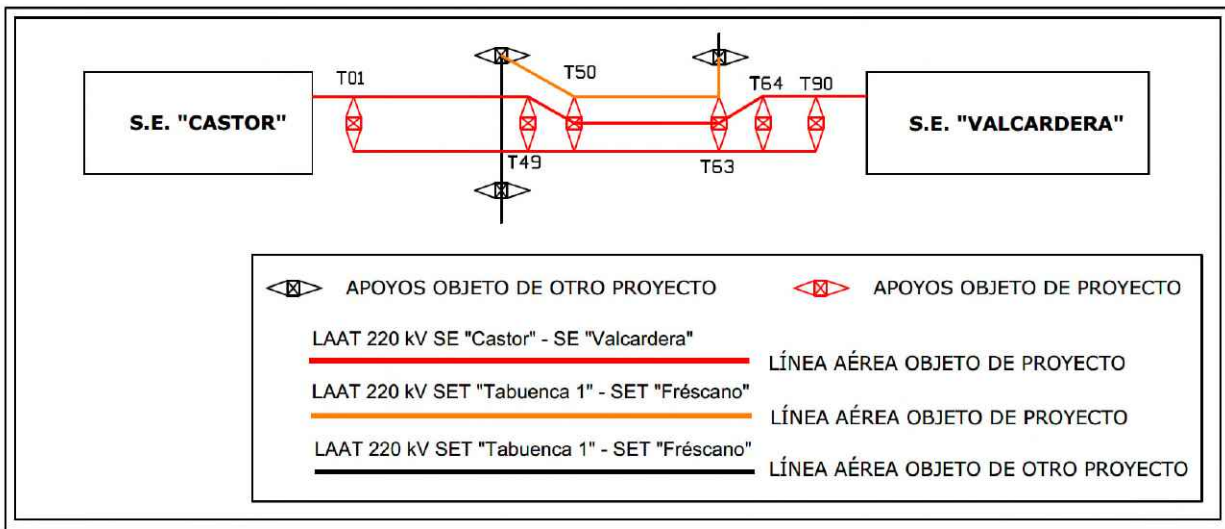 T01
T50
T64
T90
S.E. "CASTOR"
S.E. "VALCARDERA"
T49
T63
APOYOS OBJETO DE OTRO PROYECTO
APOYOS OBJETO DE PROYECTO
LAAT 220 kV SE "Castor" - SE "Valcardera"
LÍNEA AÉREA OBJETO DE PROYECTO
LAAT 220 kV SET "Tabuenca 1" - SET "Fréscano"
LÍNEA AÉREA OBJETO DE PROYECTO
LAAT 220 kV SET "Tabuenca 1" - SET "Fréscano"
LÍNEA AÉREA OBJETO DE OTRO PROYECTO